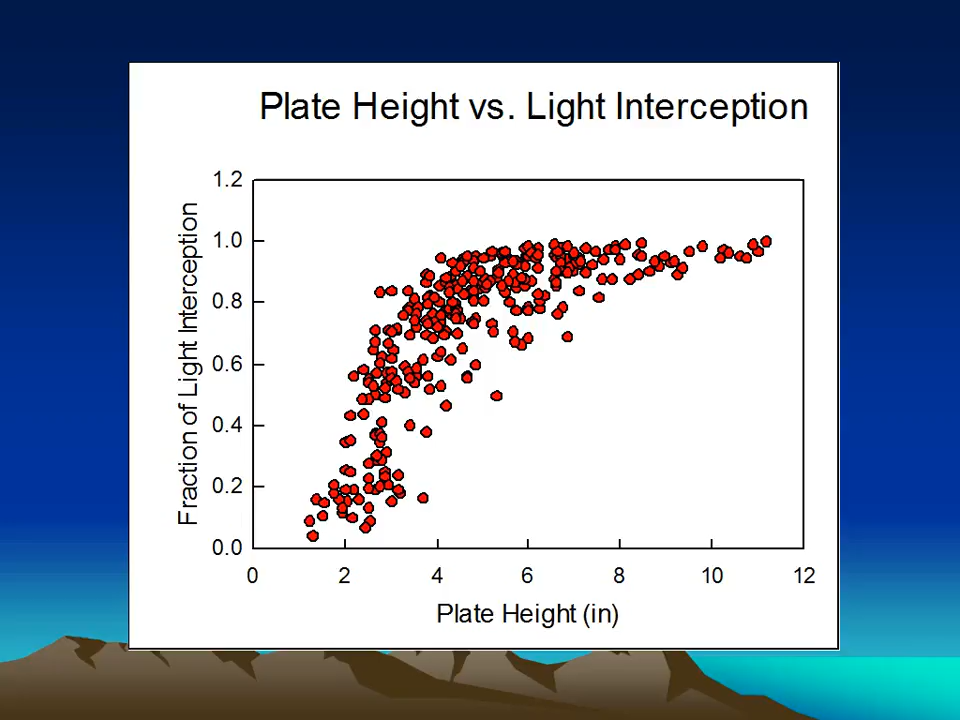 Plate Height vs. Light Interception
Fraction of Light Interception
1.2
1.0
0.8
0.6
0.4
0.2
0.0
0 2 4 6 8 10 12
Plate Height (in)